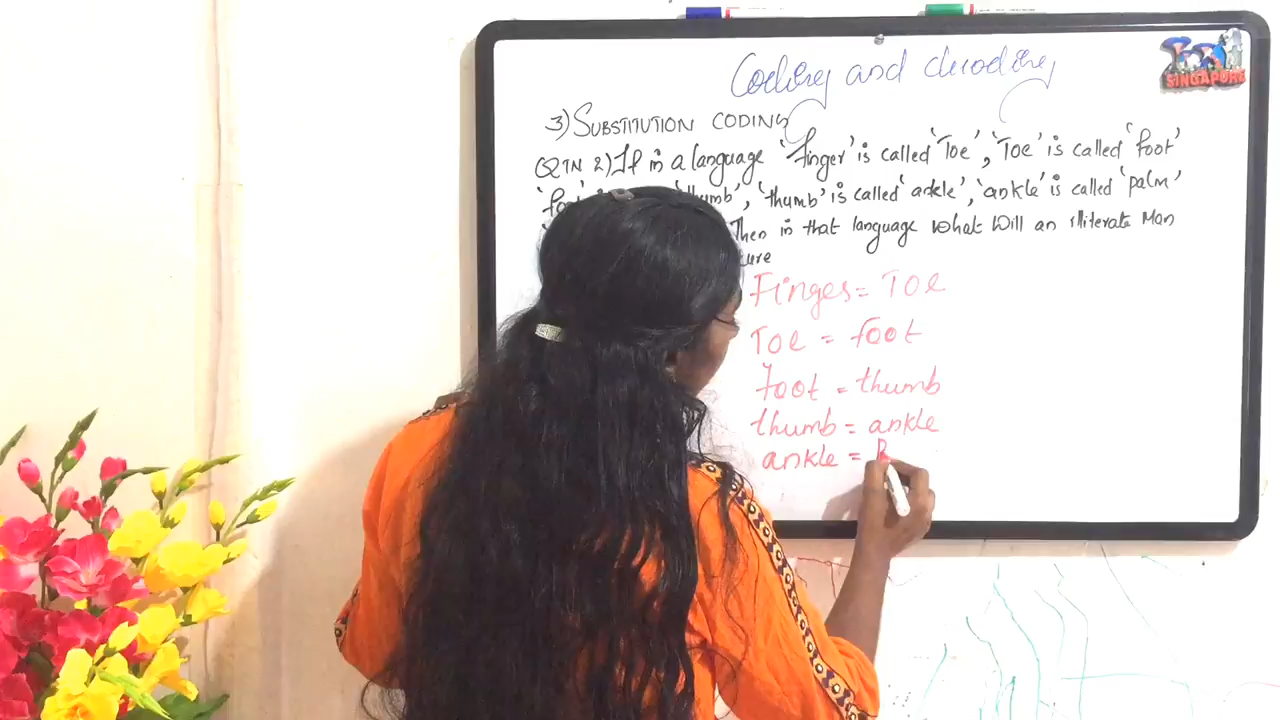 Coding and decoding
SINGAPORE
3) SUBSTITUTION CODING
QTN 2) If in a language 'finger' is called 'Toe', 'Toe' is called 'foot'
'thumb', 'thumb' is called 'ankle', 'ankle' is called 'palm'
Then in that language what will an illiterate Man
Finges = Toe
Toe = foot
foot = thumb
thumb = ankle
ankle = P